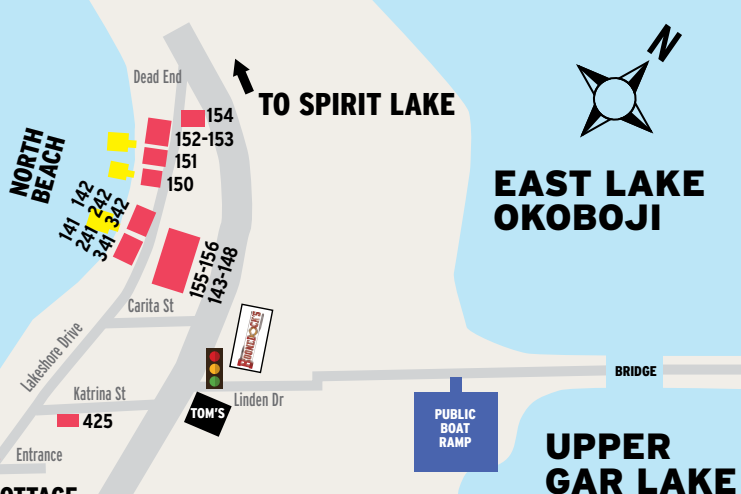 N
Dead End
TO SPIRIT LAKE
154
152-153
151
150
NORTH
BEACH
142
242
342
141
241
341
155-156
143-148
EAST LAKE
OKOBOJI
Carita St
Lakeshore Drive
BOONEDOCK'S
BRIDGE
Katrina St
Linden Dr
TOM'S
425
PUBLIC
BOAT
RAMP
Entrance
UPPER
GAR LAKE
OTTAGE